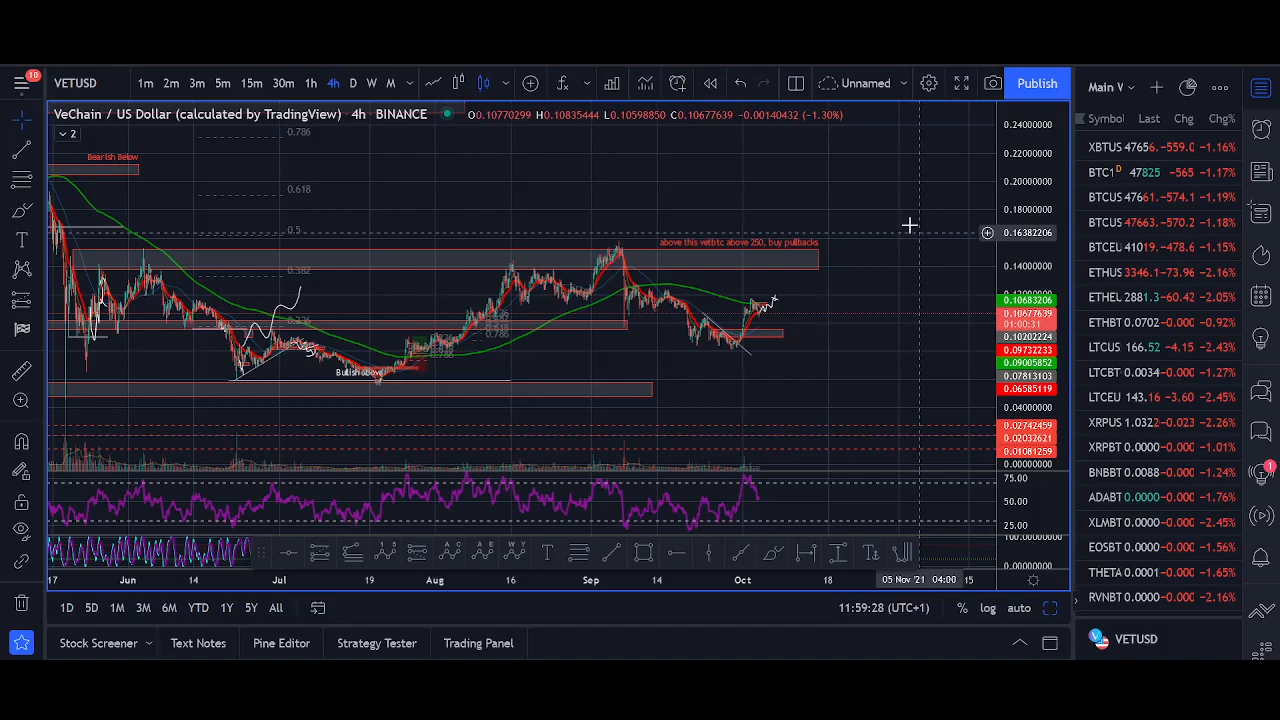 10 VETUSD 1m 2m 3m 5m 15m 30m 1h 4h D W M Unnamed Publish Main V
VeChain / US Dollar (calculated by TradingView) 4h BINANCE O0.10770299 H0.10835444 L0.10598850 C0.10677639 −0.00140432 (−1.30%)
2
Symbol Last Chg Chg%
0.24000000
0.22000000
0.20000000
0.18000000
0.16382206
0.14000000
0.10683206
0.10677639
01:00:31
0.10202224
0.09732233
0.09005852
0.07813103
0.06585119
0.04000000
0.02742459
0.02032621
0.01081259
0.00000000
75.00
50.00
25.00
0.00000000
0.786
Bearish Below
0.618
0.5
above this vetbtc above 250, buy pullbacks
0.382
Bullish above
XBTUS 4765 −559.0 −1.16%
BTC1 D 47825 −565 −1.17%
BTCUS 47661 −574.1 −1.19%
BTCUS 47663. −570.2 −1.18%
BTCEU 41019. −478.6 −1.15%
ETHUS 3346.1 −73.96 −2.16%
ETHEL 2881.3 −60.42 −2.05%
ETHBT 0.0702 −0.000 −0.92%
LTCUS 166.52 −4.15 −2.43%
LTCBT 0.0034 −0.000 −1.27%
LTCEU 143.16 −3.60 −2.45%
XRPUS 1.0322 −0.023 −2.26%
XRPBT 0.0000 −0.000 −1.01%
BNBBT 0.0088 −0.000 −1.24%
ADABT 0.0000 −0.000 −1.76%
XLMBT 0.0000 −0.000 −2.45%
EOSBT 0.0000 −0.000 −1.56%
THETA 0.0001 −0.000 −1.65%
RVNBT 0.0000 −0.000 −2.16%
1
17 Jun 14 Jul 19 Aug 16 Sep 14 Oct 18 05 Nov '21 04:00 15
1D 5D 1M 3M 6M YTD 1Y 5Y All 11:59:28 (UTC+1) % log auto
Stock Screener Text Notes Pine Editor Strategy Tester Trading Panel
VETUSD